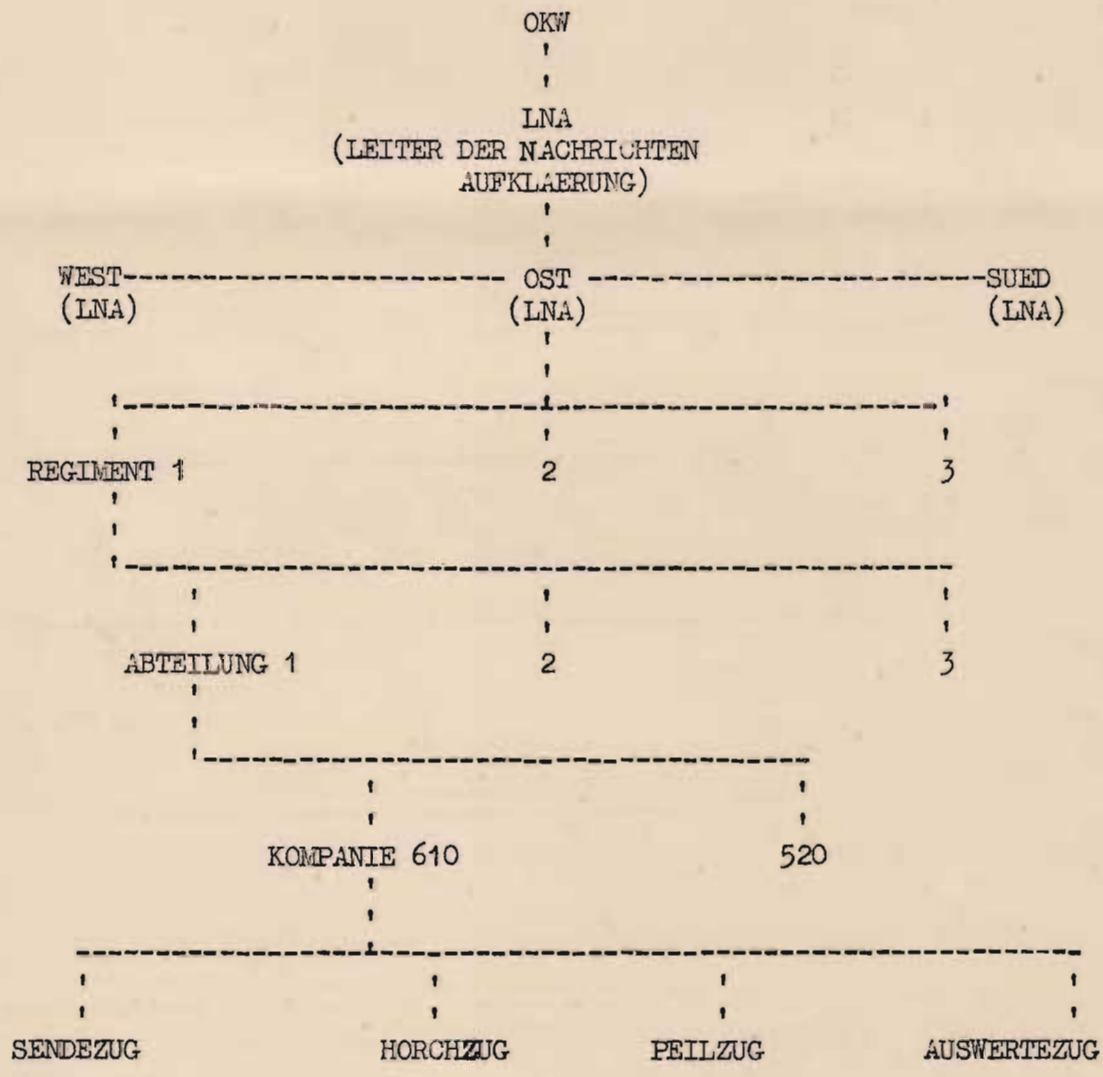 OKW
LNA
(LEITER DER NACHRICHTEN
AUFKLAERUNG)
WEST OST SUED
(LNA) (LNA) (LNA)
REGIMENT 1 2 3
ABTEILUNG 1 2 3
KOMPANIE 610 520
SENDEZUG HORCHZUG PEILZUG AUSWERTEZUG